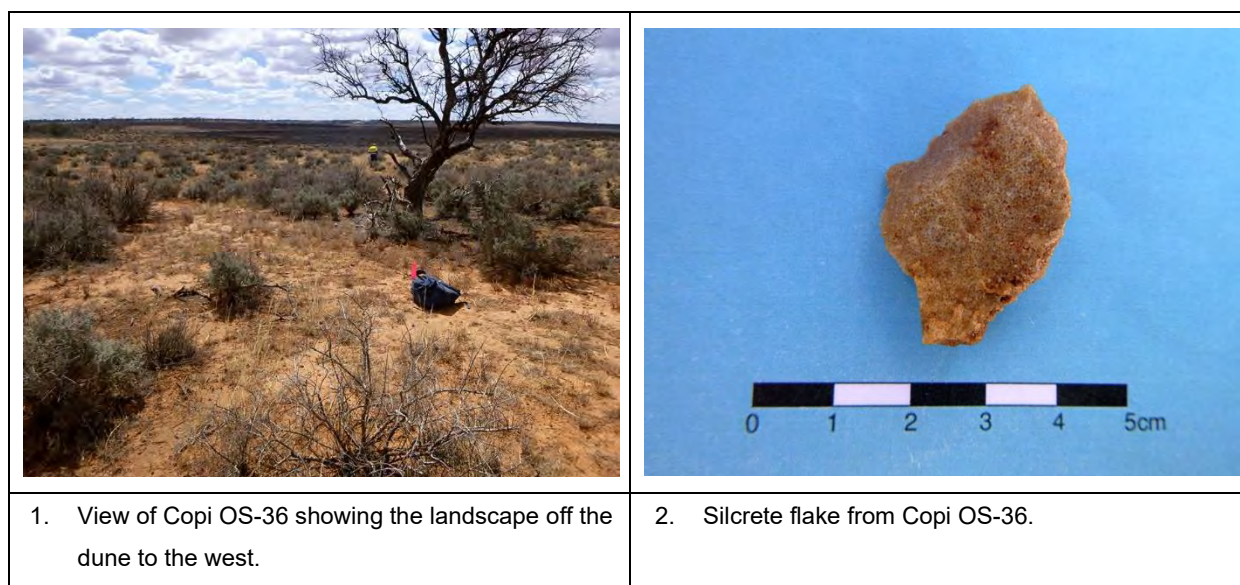 0 1 2 3 4 5cm
1. View of Copi OS-36 showing the landscape off the
dune to the west.
2. Silcrete flake from Copi OS-36.